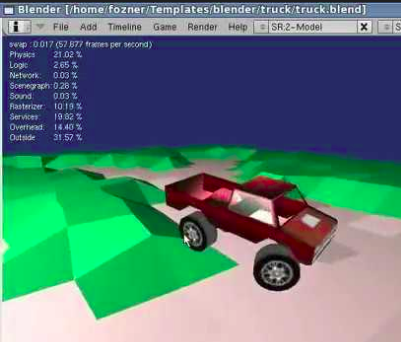 Blender [/home/fozner/Templates/blender/truck/truck.blend]
File Add Timeline Game Render Help SR:2-Model X S
swap : 0.017 (57.877 frames per second)
Physics 21.02 %
Logic 2.65 %
Network: 0.03 %
Scenegraph: 0.28 %
Sound: 0.03 %
Rasterizer: 10.19 %
Services: 19.82 %
Overhead: 14.40 %
Outside 31.57 %